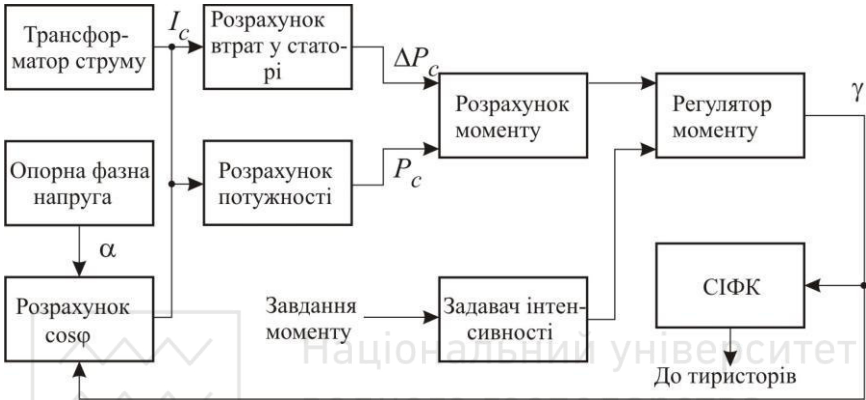 Трансфор-
матор струму
I_c
Розрахунок
втрат у стато-
рі
ΔP_c
Розрахунок
моменту
Регулятор
моменту
γ
Опорна фазна
напруга
Розрахунок
потужності
P_c
α
Розрахунок
cosφ
Завдання
моменту
Задавач інтен-
сивності
СІФК
До тиристорів
Національний університет